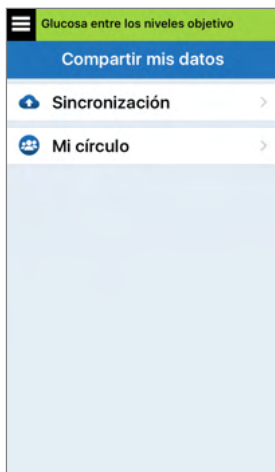 Glucosa entre los niveles objetivo
Compartir mis datos
Sincronización
Mi círculo